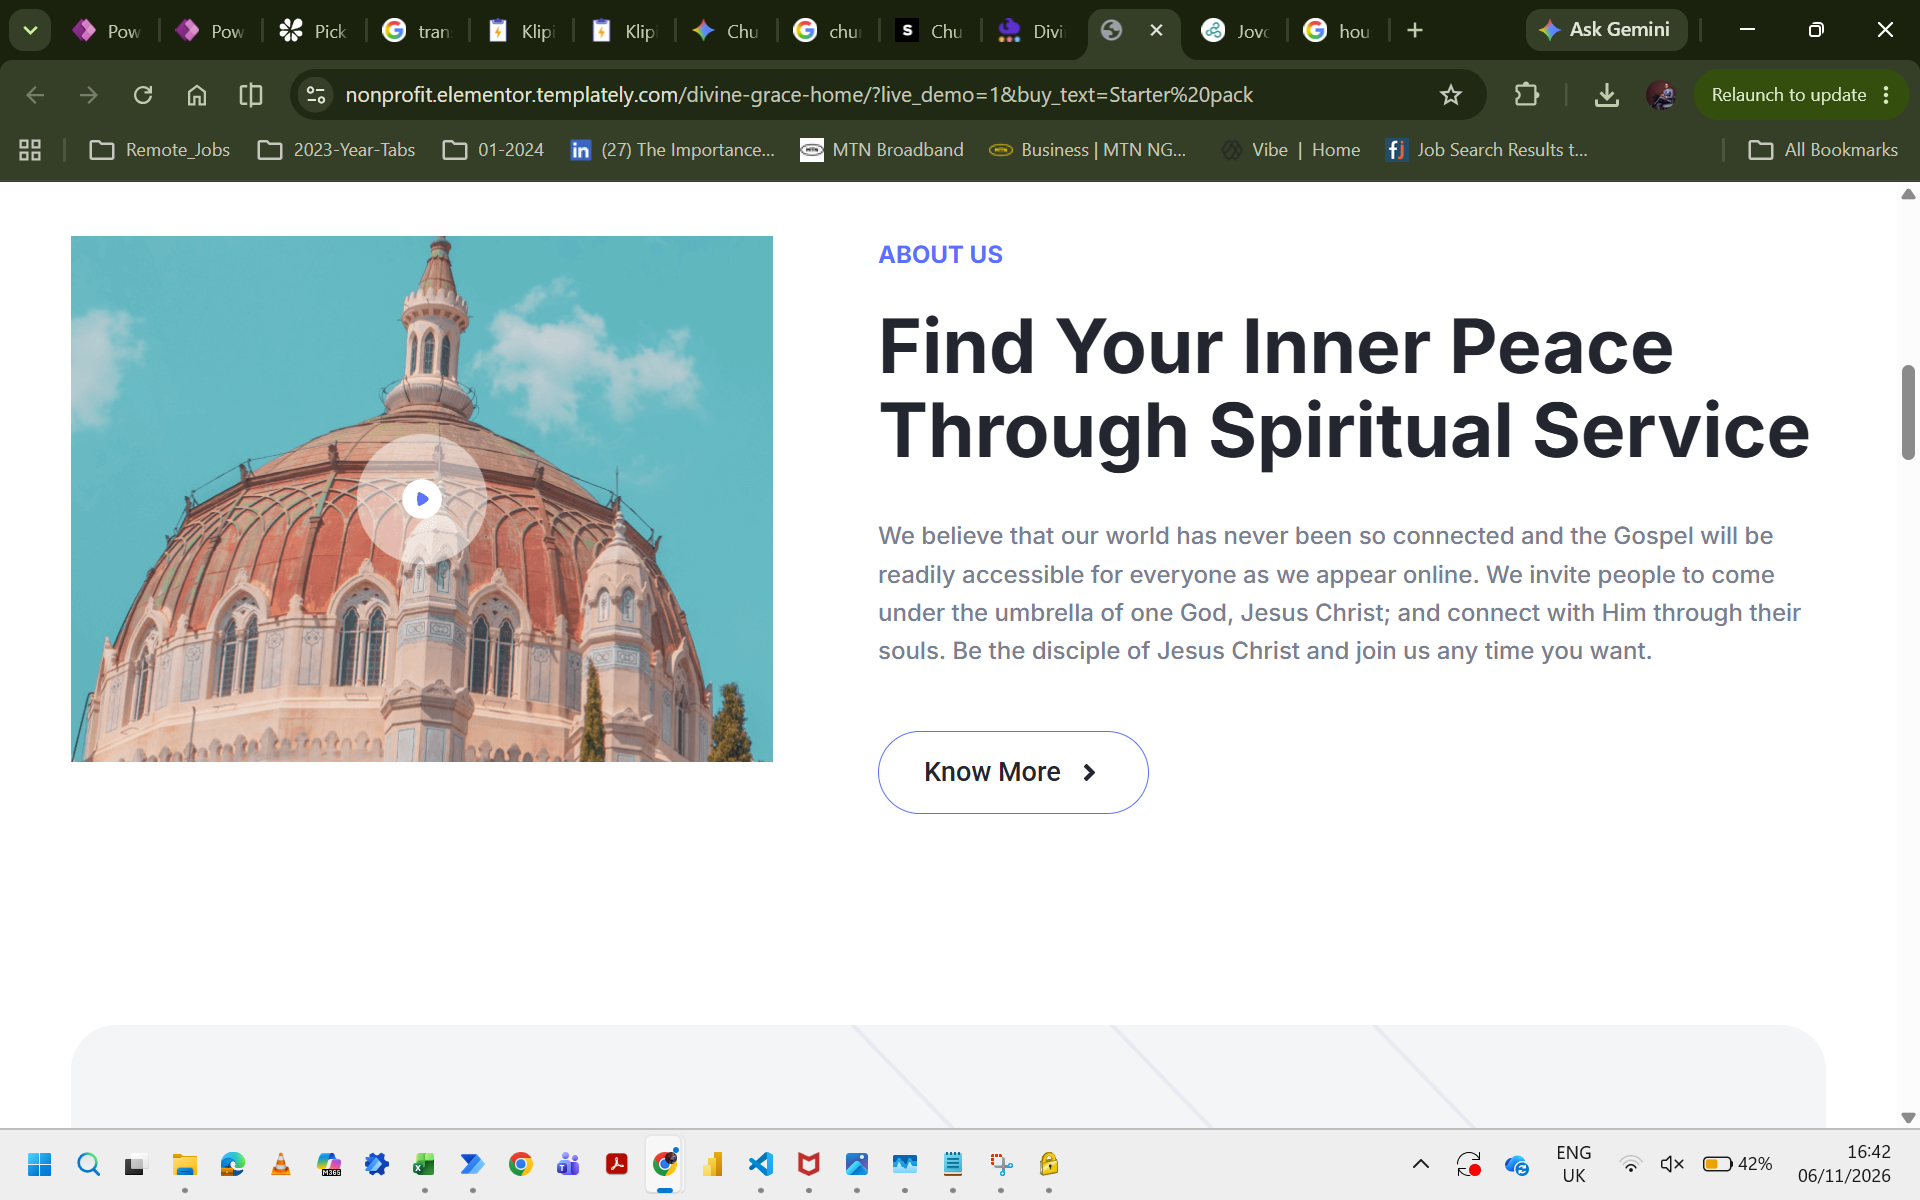 Pow
Pow
Pick
tran
Klipi
Klip
Chu
chur
Chu
Divi
Jovo
hou
Ask Gemini
nonprofit.elementor.templately.com/divine-grace-home/?live_demo=1&buy_text=Starter%20pack
Relaunch to update
Remote_Jobs
2023-Year-Tabs
01-2024
(27) The Importance...
MTN Broadband
Business | MTN NG...
Vibe | Home
Job Search Results t...
All Bookmarks
ABOUT US
Find Your Inner Peace
Through Spiritual Service
We believe that our world has never been so connected and the Gospel will be
readily accessible for everyone as we appear online. We invite people to come
under the umbrella of one God, Jesus Christ; and connect with Him through their
souls. Be the disciple of Jesus Christ and join us any time you want.
Know More
ENG
UK
42%
16:42
06/11/2026